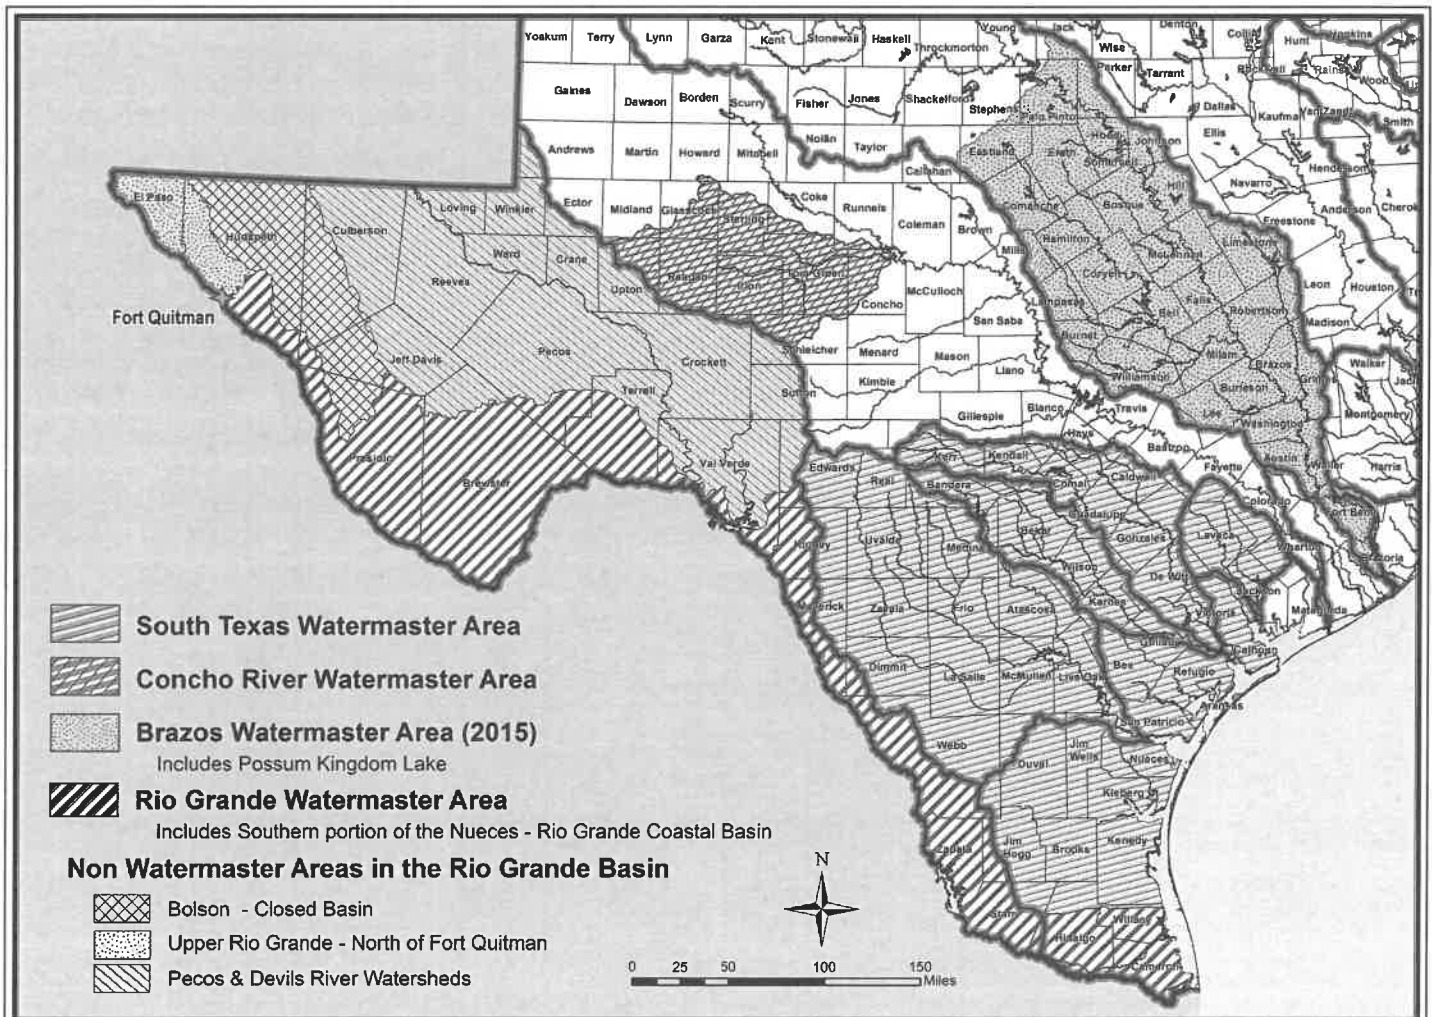 Yoakum Terry Lynn Garza Kent Stonewall Haskell Throckmorton Young Jack Wise Denton Collin Hunt Hopkins
Parker Tarrant Rockwall Rains Wood
Gaines Dawson Borden Scurry Fisher Jones Shackelford Stephens Palo Pinto Dallas Kaufman Van Zandt Smith
Hood Johnson Ellis
Andrews Martin Howard Mitchell Nolan Taylor Callahan Eastland Erath Somervell Henderson
El Paso Loving Winkler Ector Midland Glasscock Sterling Coke Runnels Coleman Brown Comanche Bosque Hill Navarro Freestone Anderson Cherok
Hudspeth Culberson Ward Crane Upton Reagan Irion Tom Green Concho McCulloch Mills Hamilton Coryell McLennan Limestone Leon Houston
Reeves Lampasas Bell Falls Robertson Madison
Fort Quitman
Jeff Davis Pecos Crockett Schleicher Menard Mason San Saba Burnet Milam Brazos Grimes Walker
Terrell Sutton Kimble Llano Williamson Burleson Montgomery
Gillespie Blanco Travis Lee Washington
Presidio Brewster Val Verde Edwards Kerr Kendall Hays Bastrop Fayette Austin Waller Harris
Real Bandera Comal Caldwell Colorado Fort Bend
Kinney Uvalde Medina Bexar Guadalupe Gonzales Lavaca Wharton Brazoria
Wilson De Witt Jackson Matagorda
Maverick Zavala Frio Atascosa Karnes Victoria Calhoun
Goliad
Dimmit La Salle McMullen Live Oak Bee Refugio Aransas
San Patricio
Webb Duval Jim Wells Nueces
Kleberg
Zapata Jim Hogg Brooks Kenedy
Starr Hidalgo Willacy
Cameron
South Texas Watermaster Area
Concho River Watermaster Area
Brazos Watermaster Area (2015)
Includes Possum Kingdom Lake
Rio Grande Watermaster Area
Includes Southern portion of the Nueces - Rio Grande Coastal Basin
Non Watermaster Areas in the Rio Grande Basin
Bolson - Closed Basin
Upper Rio Grande - North of Fort Quitman
Pecos & Devils River Watersheds
N
0 25 50 100 150
Miles